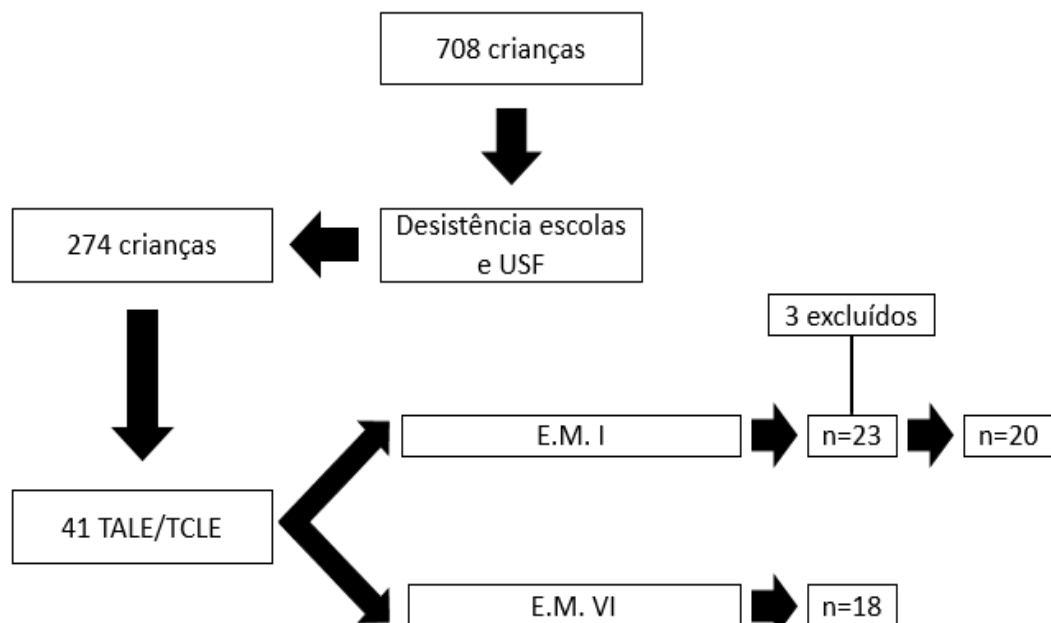 708 crianças
Desistência escolas
e USF
274 crianças
3 excluídos
E.M. I
n=23
n=20
41 TALE/TCLE
E.M. VI
n=18